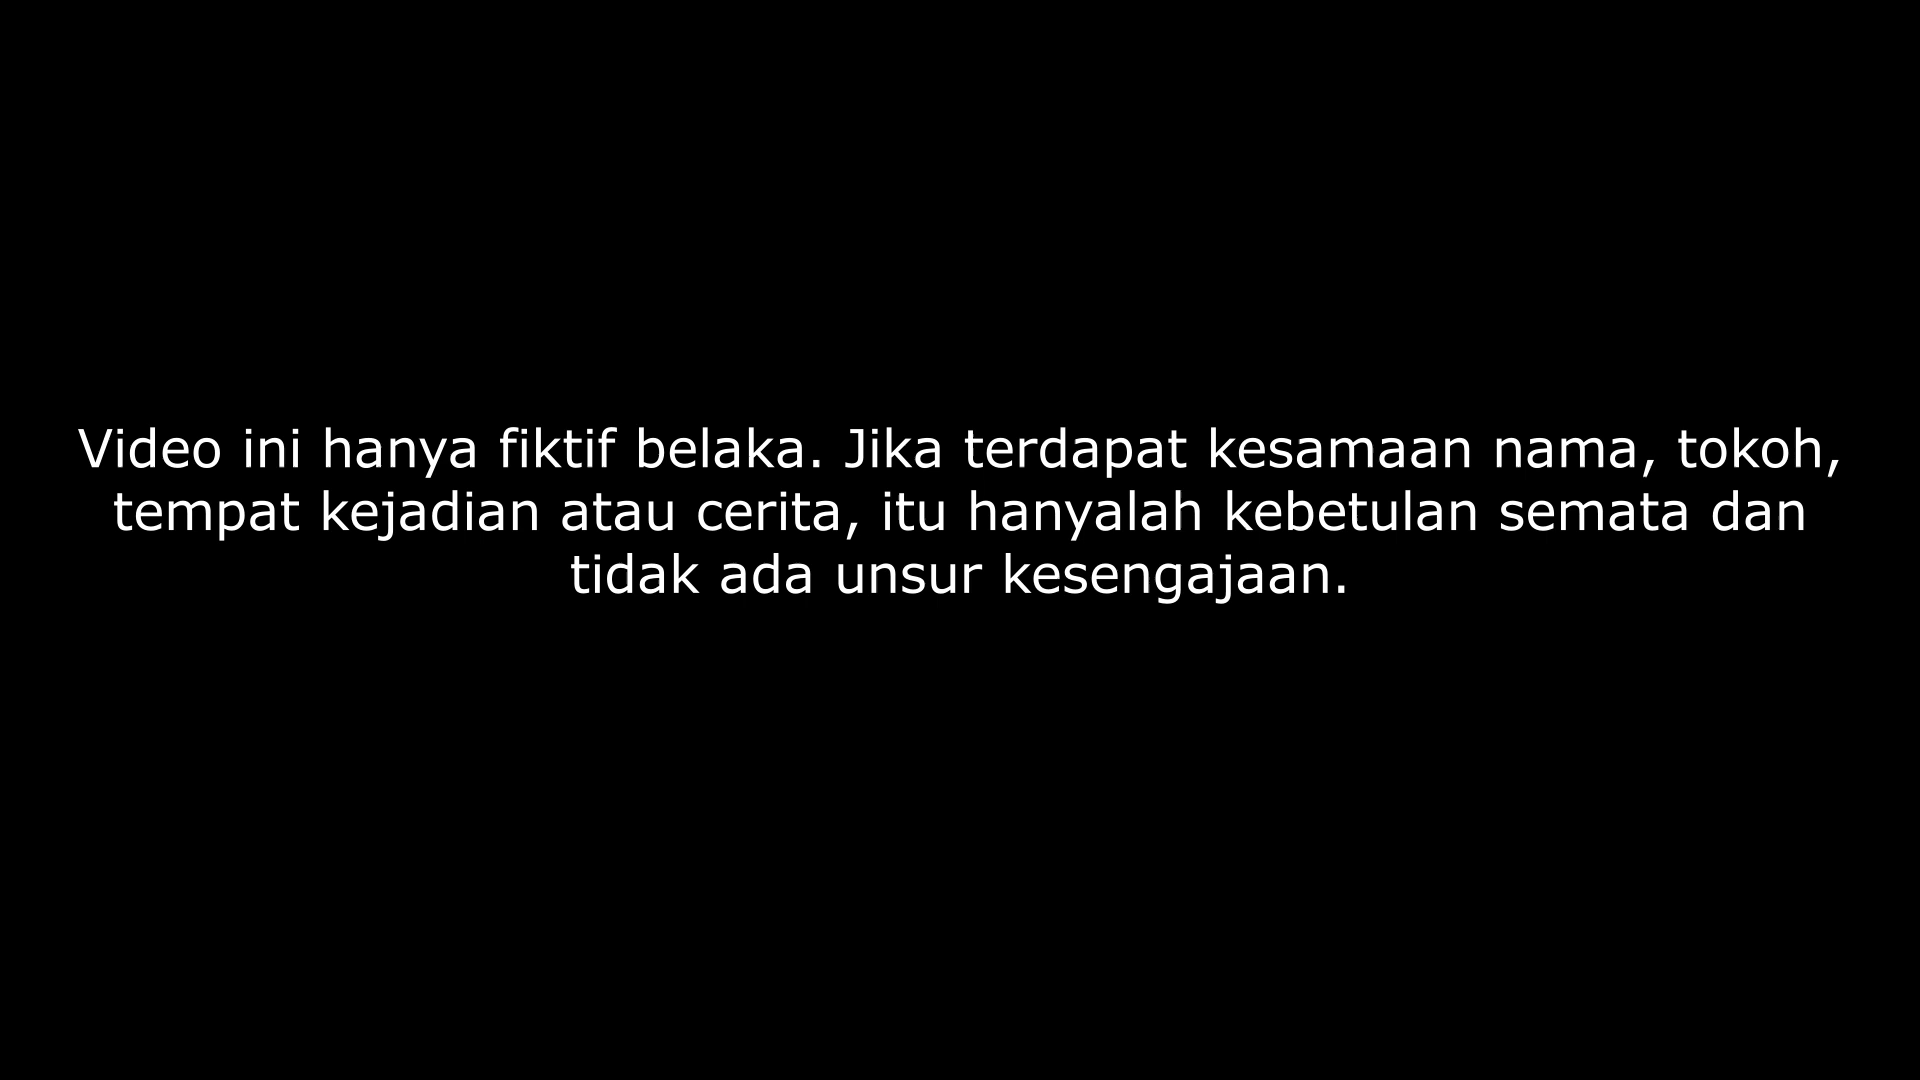 Video ini hanya fiktif belaka. Jika terdapat kesamaan nama, tokoh,
tempat kejadian atau cerita, itu hanyalah kebetulan semata dan
tidak ada unsur kesengajaan.